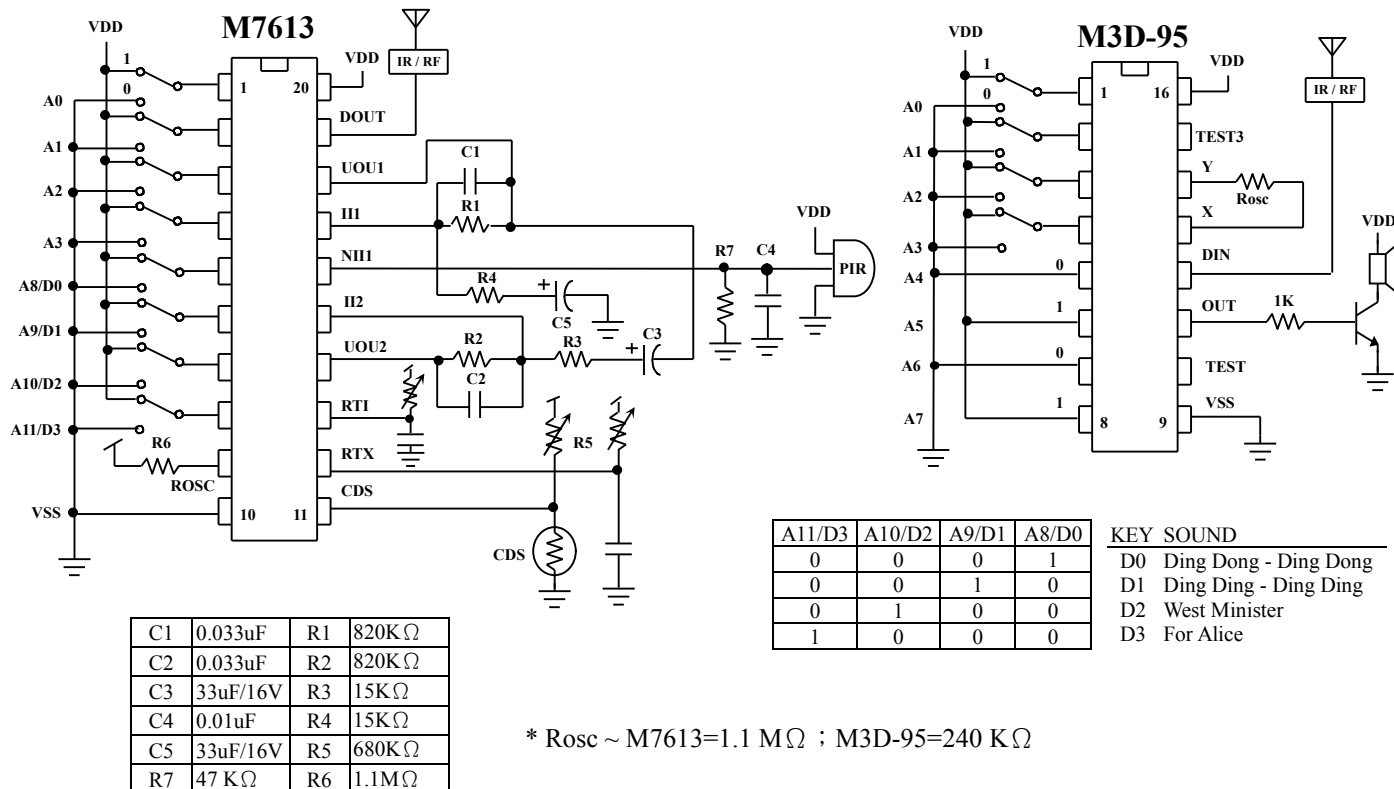 M7613
VDD
1
0
A0
A1
A2
A3
A8/D0
A9/D1
A10/D2
A11/D3
R6
ROSC
VSS
1
20
10
11
VDD
IR / RF
DOUT
UOU1
II1
NII1
II2
UOU2
RTI
RTX
CDS
C1
R1
R4
+
C5
R2
C2
R3
+
C3
R5
CDS
R7
C4
VDD
PIR
M3D-95
VDD
1
0
A0
A1
A2
A3
A4
0
A5
1
A6
0
A7
1
1
16
8
9
VDD
IR / RF
TEST3
Y
Rosc
X
DIN
OUT
1K
VDD
TEST
VSS
A11/D3 A10/D2 A9/D1 A8/D0
0 0 0 1
0 0 1 0
0 1 0 0
1 0 0 0
KEY SOUND
D0 Ding Dong - Ding Dong
D1 Ding Ding - Ding Ding
D2 West Minister
D3 For Alice
C1 0.033uF R1 820KΩ
C2 0.033uF R2 820KΩ
C3 33uF/16V R3 15KΩ
C4 0.01uF R4 15KΩ
C5 33uF/16V R5 680KΩ
R7 47 KΩ R6 1.1MΩ
* Rosc ~ M7613=1.1 MΩ ; M3D-95=240 KΩ